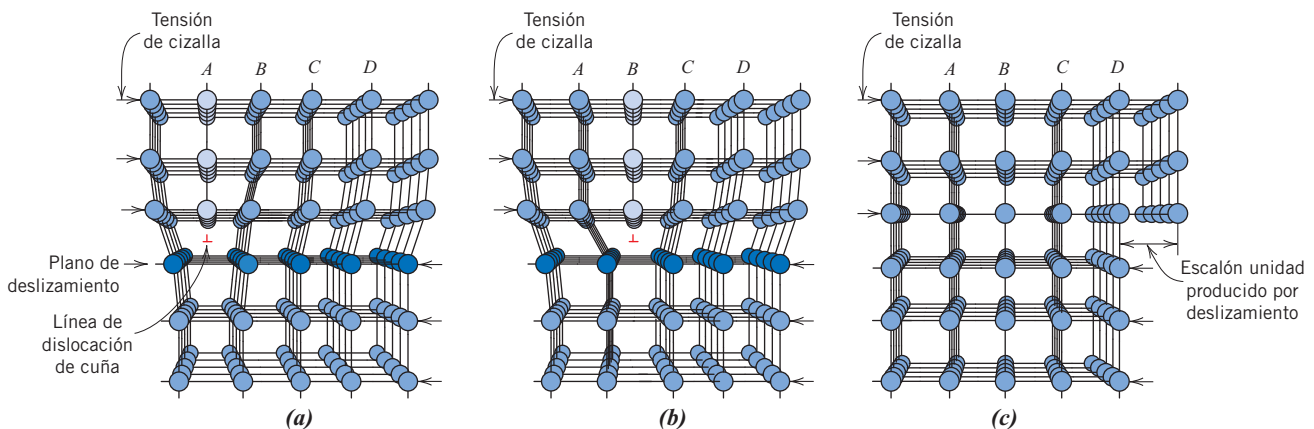 Tensión
de cizalla
A B C D
Plano de
deslizamiento
Línea de
dislocación
de cuña
(a)
Tensión
de cizalla
A B C D
(b)
Tensión
de cizalla
A B C D
Escalón unidad
producido por
deslizamiento
(c)